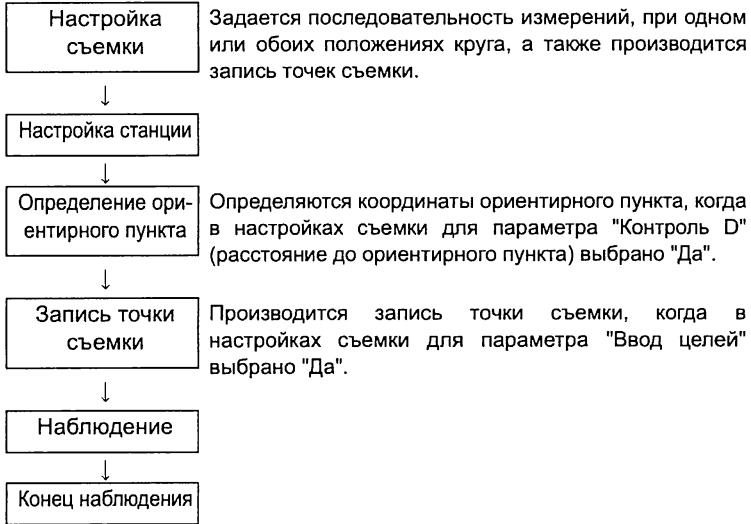 Настройка
съемки
Задается последовательность измерений, при одном
или обоих положениях круга, а также производится
запись точек съемки.
Настройка станции
Определение ори-
ентирного пункта
Определяются координаты ориентирного пункта, когда
в настройках съемки для параметра "Контроль D"
(расстояние до ориентирного пункта) выбрано "Да".
Запись точки
съемки
Производится запись точки съемки, когда в
настройках съемки для параметра "Ввод целей"
выбрано "Да".
Наблюдение
Конец наблюдения